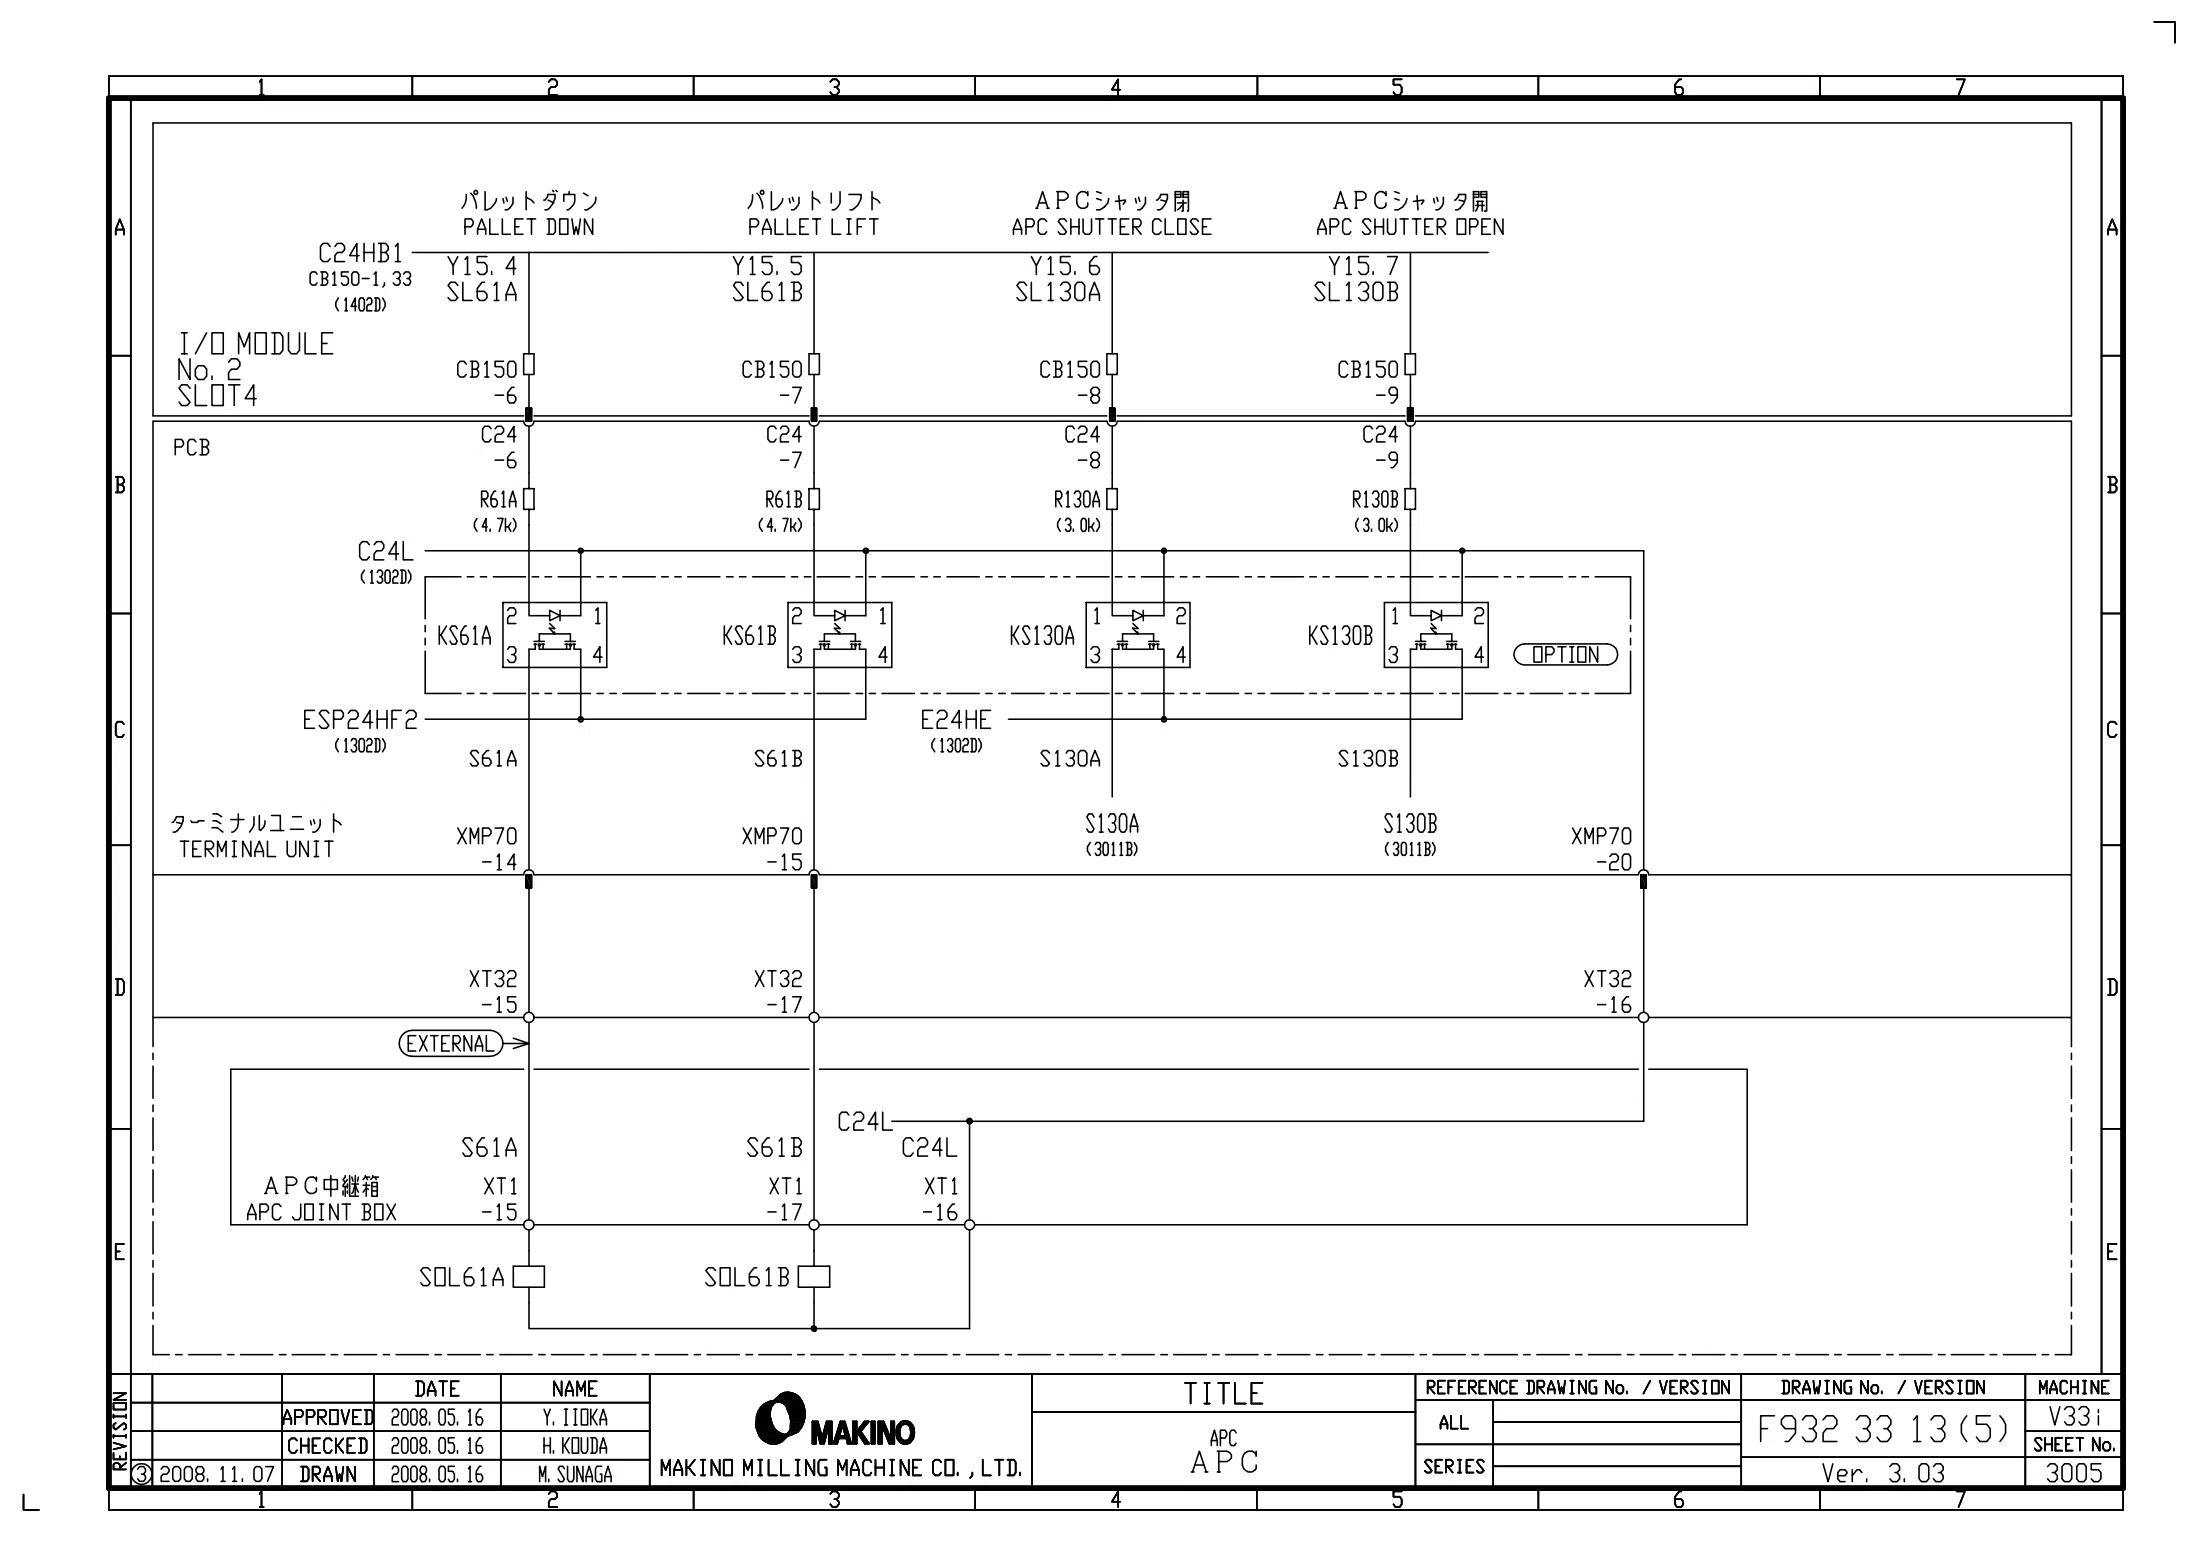 1 2 3 4 5 6 7
A A
B B
C C
D D
E E
パレットダウン
PALLET DOWN
パレットリフト
PALLET LIFT
ＡＰＣシャッタ閉
APC SHUTTER CLOSE
ＡＰＣシャッタ開
APC SHUTTER OPEN
C24HB1
CB150-1,33
(1402D)
Y15.4
SL61A
Y15.5
SL61B
Y15.6
SL130A
Y15.7
SL130B
I/O MODULE
No.2
SLOT4
CB150
-6
CB150
-7
CB150
-8
CB150
-9
PCB
C24
-6
C24
-7
C24
-8
C24
-9
R61A
(4.7k)
R61B
(4.7k)
R130A
(3.0k)
R130B
(3.0k)
C24L
(1302D)
KS61A
2 1
3 4
KS61B
2 1
3 4
KS130A
1 2
3 4
KS130B
1 2
3 4
OPTION
ESP24HF2
(1302D)
E24HE
(1302D)
S61A
S61B
S130A
S130B
S130A
(3011B)
S130B
(3011B)
ターミナルユニット
TERMINAL UNIT
XMP70
-14
XMP70
-15
XMP70
-20
XT32
-15
XT32
-17
XT32
-16
EXTERNAL
C24L
S61A
S61B
C24L
ＡＰＣ中継箱
APC JOINT BOX
XT1
-15
XT1
-17
XT1
-16
SOL61A
SOL61B
REVISION
③ 2008.11.07
DATE NAME
APPROVED 2008.05.16 Y.IIOKA
CHECKED 2008.05.16 H.KOUDA
DRAWN 2008.05.16 M.SUNAGA
MAKINO
MAKINO MILLING MACHINE CO.,LTD.
TITLE
APC
ＡＰＣ
REFERENCE DRAWING No. / VERSION
ALL
SERIES
DRAWING No. / VERSION
F932 33 13(5)
Ver. 3.03
MACHINE
V33i
SHEET No.
3005
1 2 3 4 5 6 7